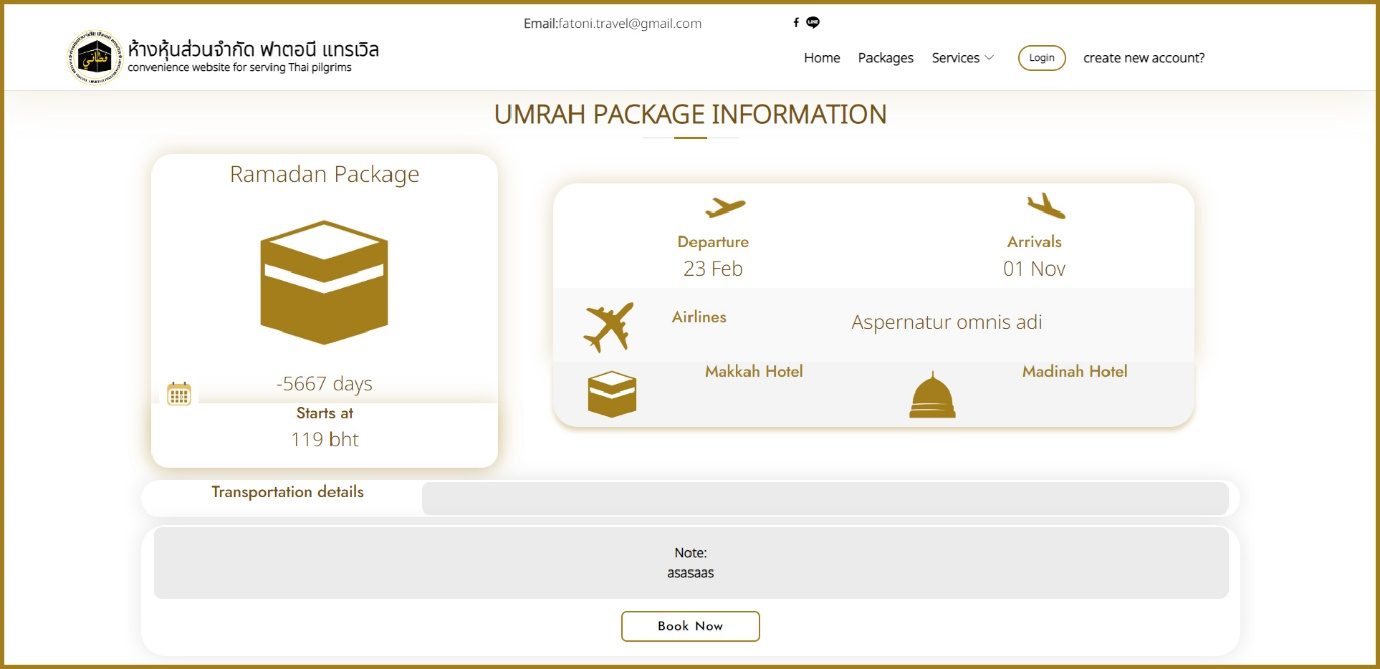 Email:fatoni.travel@gmail.com
ห้างหุ้นส่วนจำกัด ฟาตอนี แทรเวิล
convenience website for serving Thai pilgrims
فطاني
Home Packages Services Login create new account?
UMRAH PACKAGE INFORMATION
Ramadan Package
-5667 days
Starts at
119 bht
Departure Arrivals
23 Feb 01 Nov
Airlines Aspernatur omnis adi
Makkah Hotel Madinah Hotel
Transportation details
Note:
asasaas
Book Now